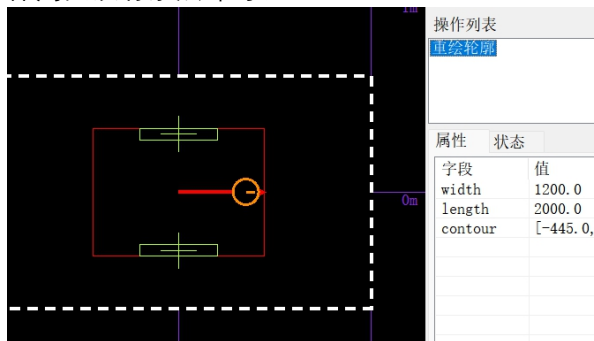 1m
操作列表
重绘轮廓
属性 状态
字段 值
width 1200.0
0m
length 2000.0
contour [-445.0,